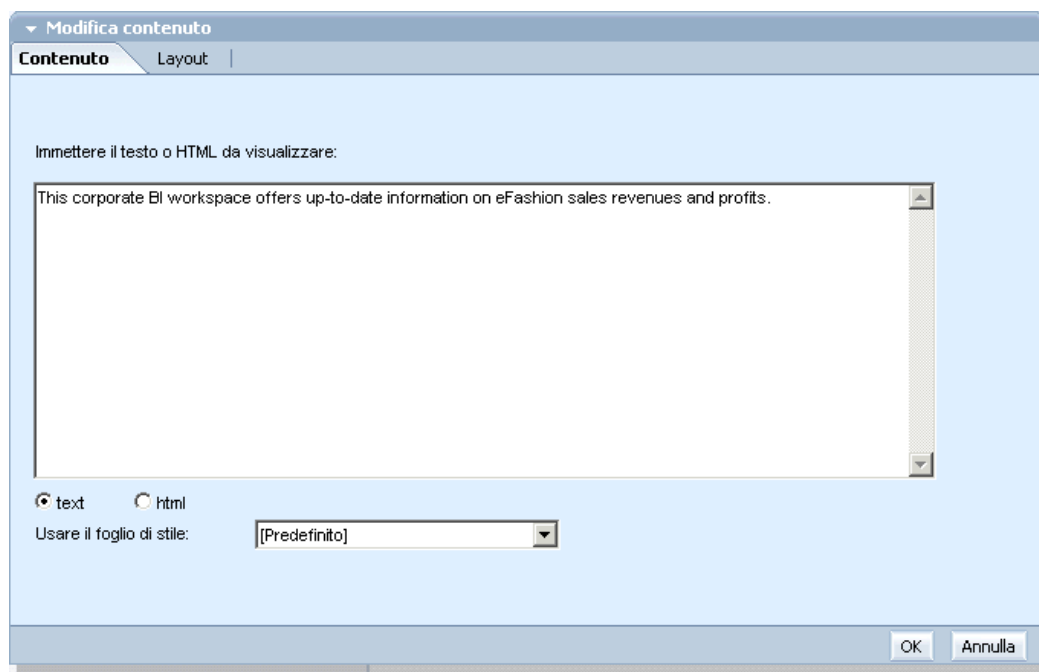 Modifica contenuto
Contenuto Layout
Immettere il testo o HTML da visualizzare:
This corporate BI workspace offers up-to-date information on eFashion sales revenues and profits.
text html
Usare il foglio di stile: [Predefinito]
OK Annulla